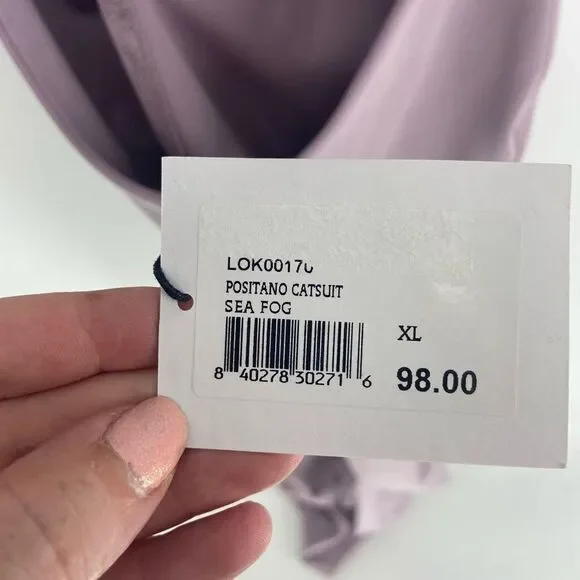 LOK00170
POSITANO CATSUIT
SEA FOG
XL
8 40278 30271 6
98.00